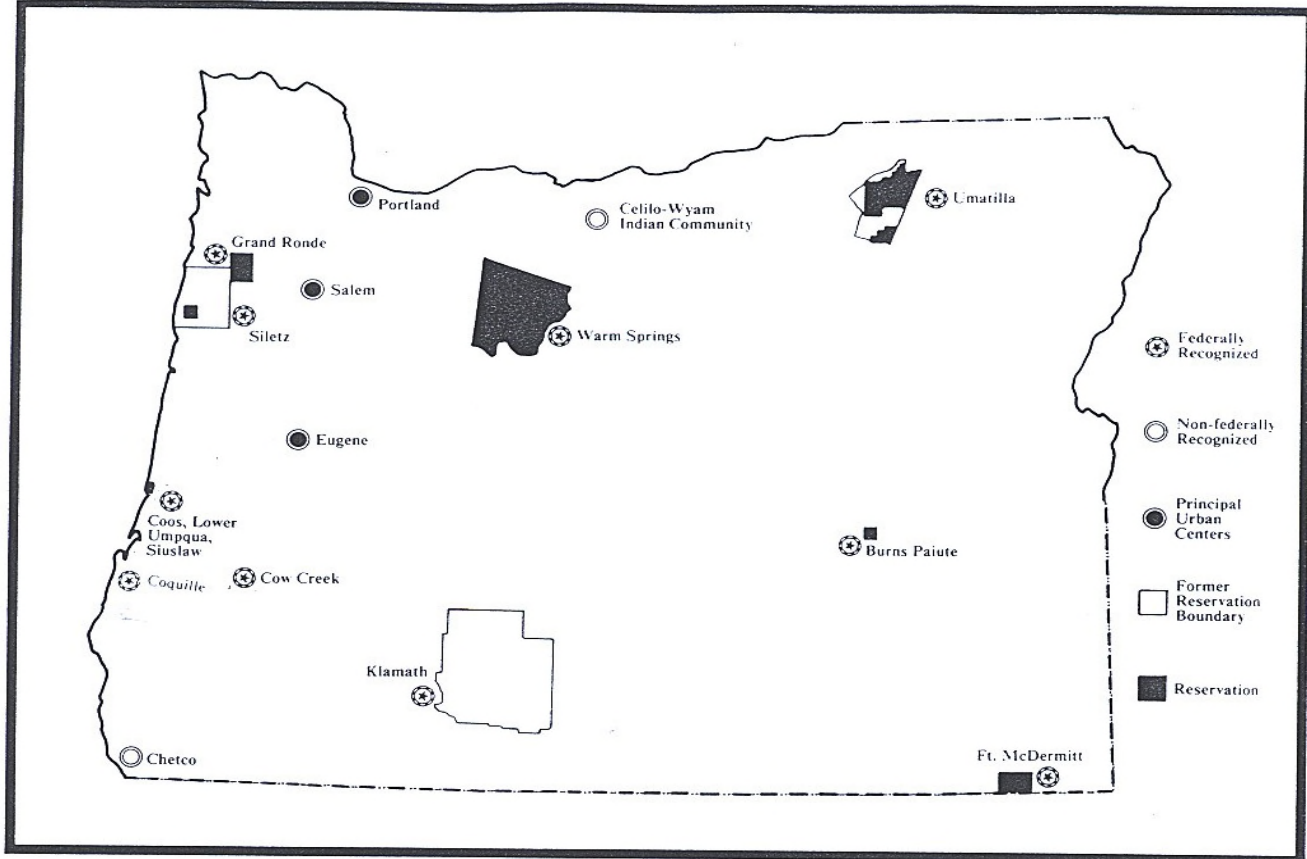 Portland
Celilo-Wyam
Indian Community
Umatilla
Grand Ronde
Salem
Siletz
Warm Springs
Eugene
Coos, Lower
Umpqua,
Siuslaw
Coquille
Cow Creek
Burns Paiute
Klamath
Chetco
Ft. McDermitt
Federally
Recognized
Non-federally
Recognized
Principal
Urban
Centers
Former
Reservation
Boundary
Reservation